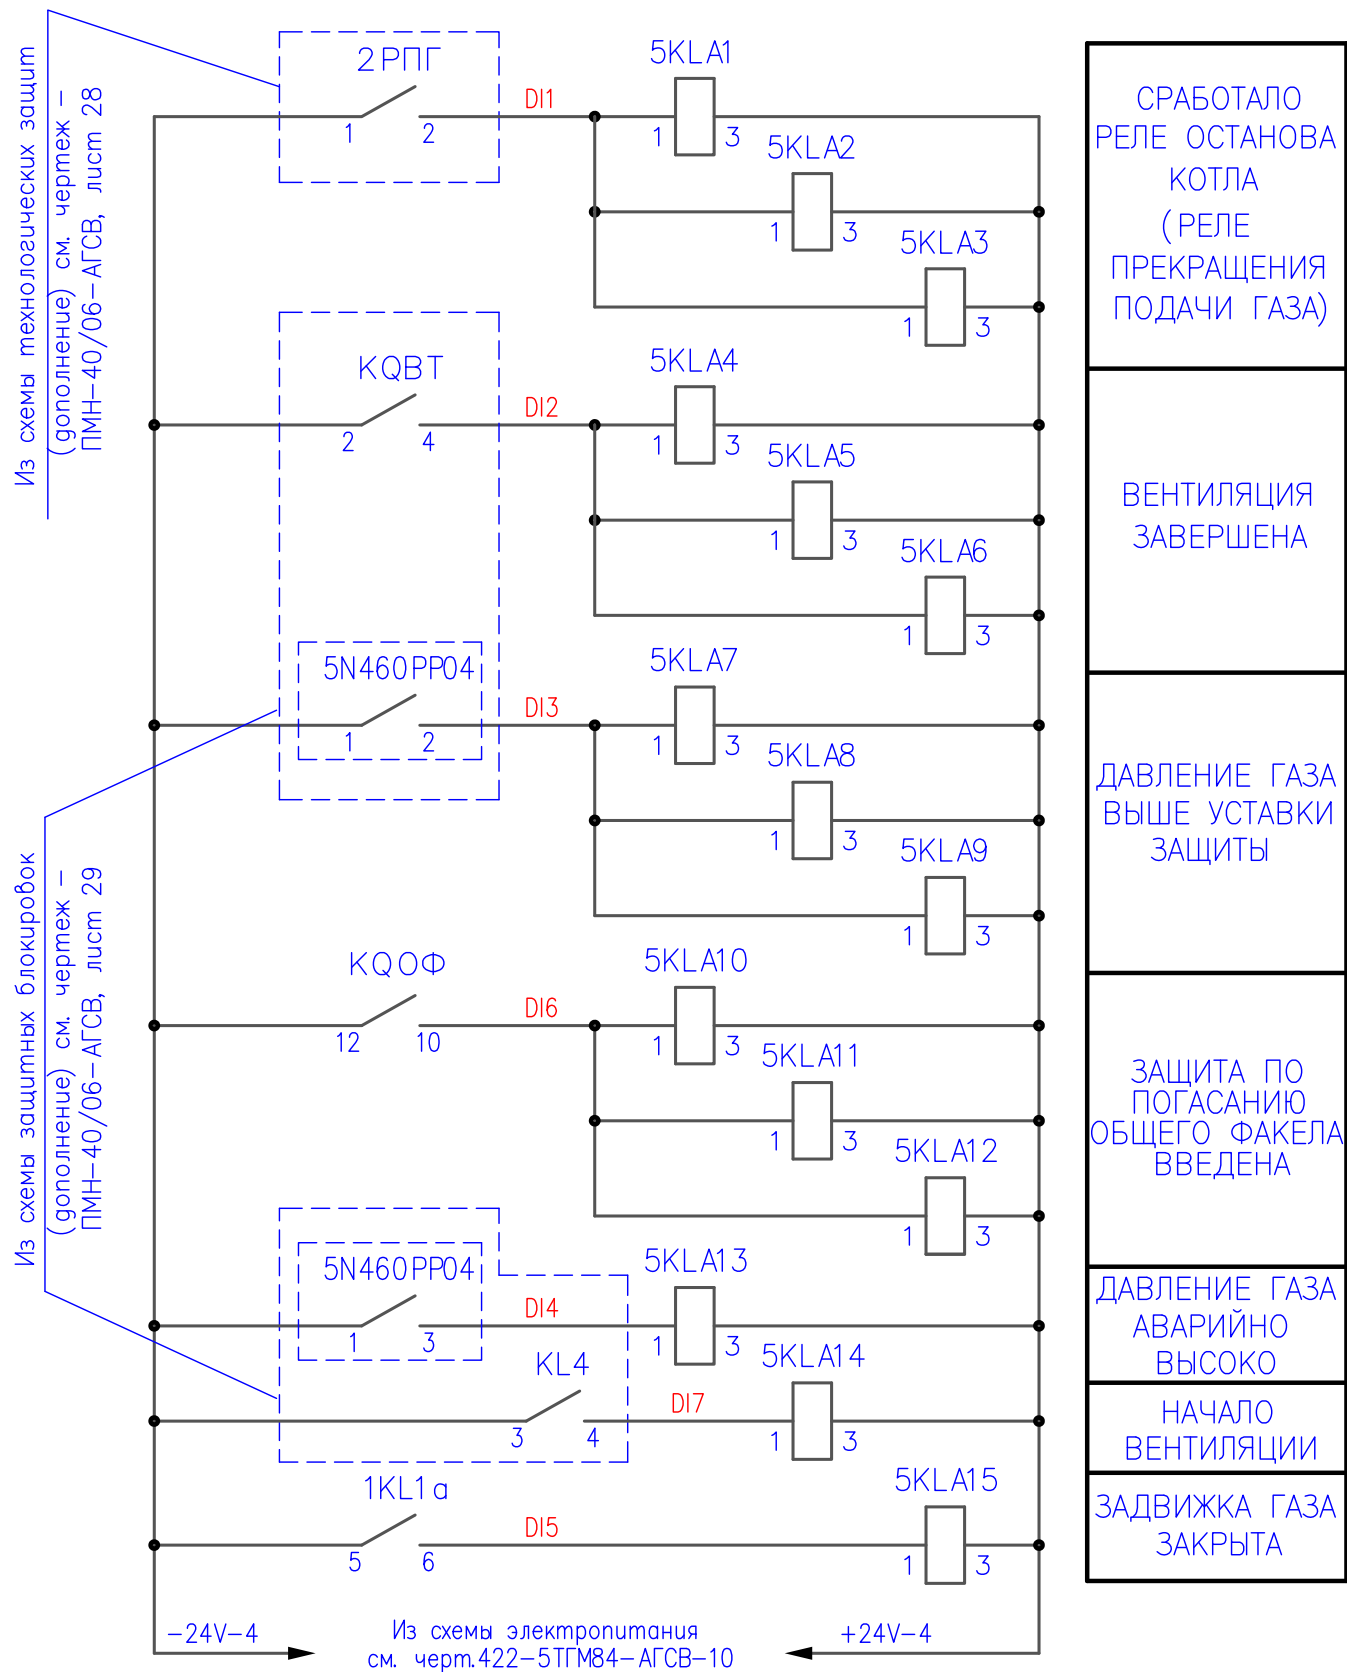 Из схемы технологических защит
(дополнение) см. чертеж –
ПМН-40/06-АГСВ, лист 28
2РПГ
1
2
DI1
5KLA1
1
3
5KLA2
1
3
5KLA3
1
3
СРАБОТАЛО
РЕЛЕ ОСТАНОВА
КОТЛА
(РЕЛЕ
ПРЕКРАЩЕНИЯ
ПОДАЧИ ГАЗА)
KQВТ
2
4
DI2
5KLA4
1
3
5KLA5
1
3
5KLA6
1
3
ВЕНТИЛЯЦИЯ
ЗАВЕРШЕНА
5N460PP04
1
2
DI3
5KLA7
1
3
5KLA8
1
3
5KLA9
1
3
ДАВЛЕНИЕ ГАЗА
ВЫШЕ УСТАВКИ
ЗАЩИТЫ
Из схемы защитных блокировок
(дополнение) см. чертеж –
ПМН-40/06-АГСВ, лист 29
KQОФ
12
10
DI6
5KLA10
1
3
5KLA11
1
3
5KLA12
1
3
ЗАЩИТА ПО
ПОГАСАНИЮ
ОБЩЕГО ФАКЕЛА
ВВЕДЕНА
5N460PP04
1
3
DI4
5KLA13
1
3
ДАВЛЕНИЕ ГАЗА
АВАРИЙНО
ВЫСОКО
KL4
3
4
DI7
5KLA14
1
3
НАЧАЛО
ВЕНТИЛЯЦИИ
1KL1а
5
6
DI5
5KLA15
1
3
ЗАДВИЖКА ГАЗА
ЗАКРЫТА
-24V-4
Из схемы электропитания
см. черт.422-5ТГМ84-АГСВ-10
+24V-4